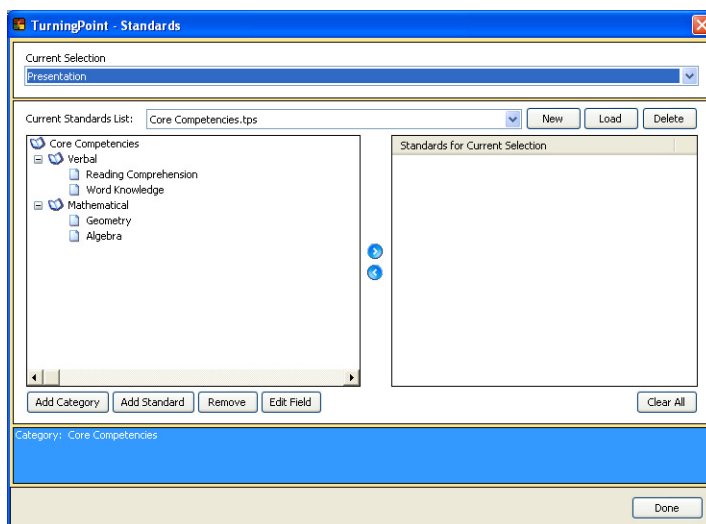 TurningPoint - Standards
Current Selection
Presentation
Current Standards List: Core Competencies.tps New Load Delete
Core Competencies
Verbal
Reading Comprehension
Word Knowledge
Mathematical
Geometry
Algebra
Standards for Current Selection
Add Category Add Standard Remove Edit Field Clear All
Category: Core Competencies
Done